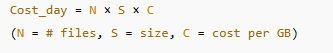 Cost_day = N × S × C
(N = # files, S = size, C = cost per GB)